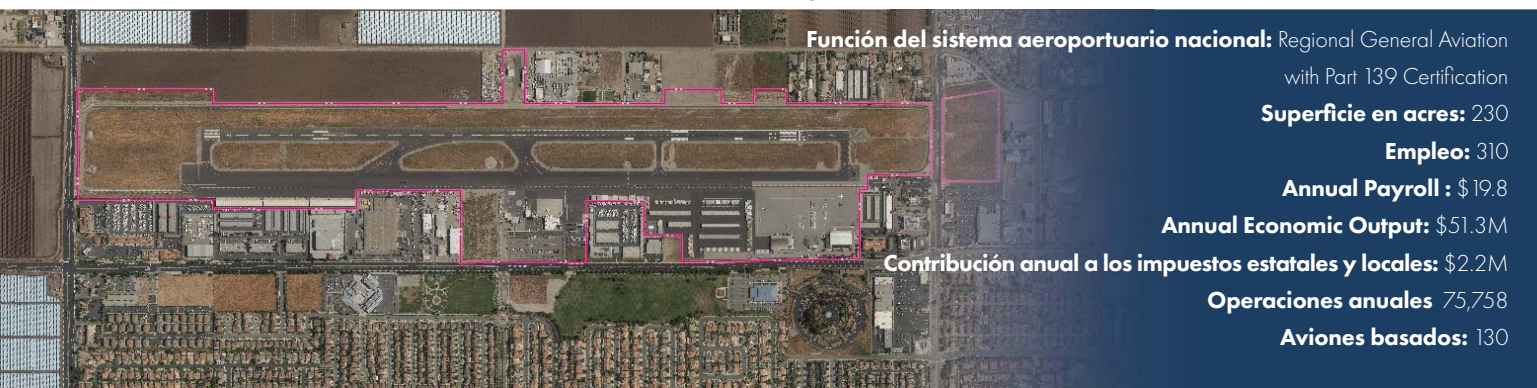 Función del sistema aeroportuario nacional: Regional General Aviation
with Part 139 Certification
Superficie en acres: 230
Empleo: 310
Annual Payroll : $19.8
Annual Economic Output: $51.3M
Contribución anual a los impuestos estatales y locales: $2.2M
Operaciones anuales 75,758
Aviones basados: 130